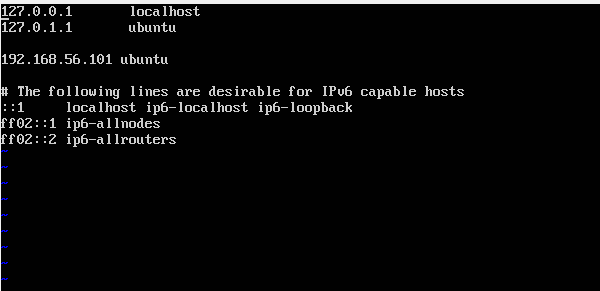 127.0.0.1 localhost
127.0.1.1 ubuntu
192.168.56.101 ubuntu
# The following lines are desirable for IPv6 capable hosts
::1 localhost ip6-localhost ip6-loopback
ff02::1 ip6-allnodes
ff02::2 ip6-allrouters
~
~
~
~
~
~
~
~
~